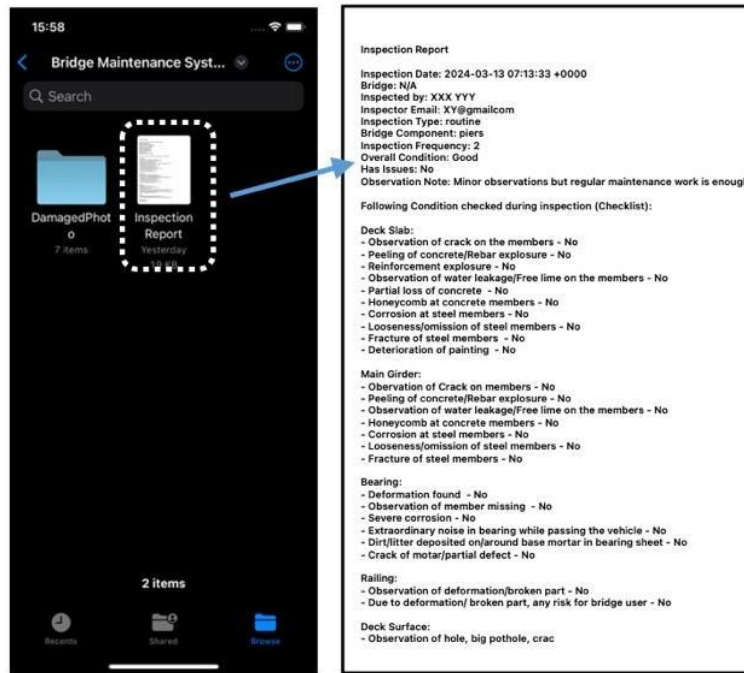 15:58
Bridge Maintenance Syst...
Search
DamagedPhot
o
7 items
Inspection
Report
Yesterday
19 KB
2 items
Recents
Shared
Browse
Inspection Report
Inspection Date: 2024-03-13 07:13:33 +0000
Bridge: N/A
Inspected by: XXX YYY
Inspector Email: XY@gmailcom
Inspection Type: routine
Bridge Component: piers
Inspection Frequency: 2
Overall Condition: Good
Has Issues: No
Observation Note: Minor observations but regular maintenance work is enough
Following Condition checked during inspection (Checklist):
Deck Slab:
- Observation of crack on the members - No
- Peeling of concrete/Rebar explosure - No
- Reinforcement explosure - No
- Observation of water leakage/Free lime on the members - No
- Partial loss of concrete - No
- Honeycomb at concrete members - No
- Corrosion at steel members - No
- Looseness/omission of steel members - No
- Fracture of steel members - No
- Deterioration of painting - No
Main Girder:
- Obervation of Crack on members - No
- Peeling of concrete/Rebar explosure - No
- Observation of water leakage/Free lime on the members - No
- Honeycomb at concrete members - No
- Corrosion at steel members - No
- Looseness/omission of steel members - No
- Fracture of steel members - No
Bearing:
- Deformation found - No
- Observation of member missing - No
- Severe corrosion - No
- Extraordinary noise in bearing while passing the vehicle - No
- Dirt/litter deposited on/around base mortar in bearing sheet - No
- Crack of motar/partial defect - No
Railing:
- Observation of deformation/broken part - No
- Due to deformation/ broken part, any risk for bridge user - No
Deck Surface:
- Observation of hole, big pothole, crac